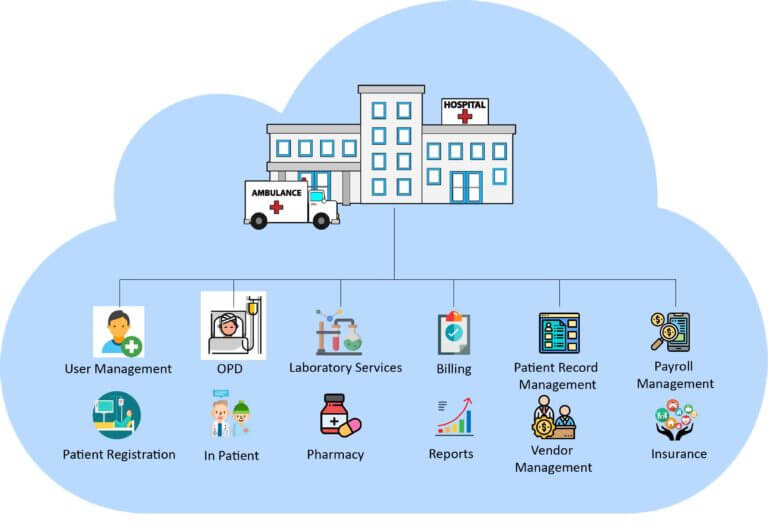 HOSPITAL
AMBULANCE
User Management
OPD
Laboratory Services
Billing
Patient Record
Management
Payroll
Management
Patient Registration
In Patient
Pharmacy
Reports
Vendor
Management
Insurance